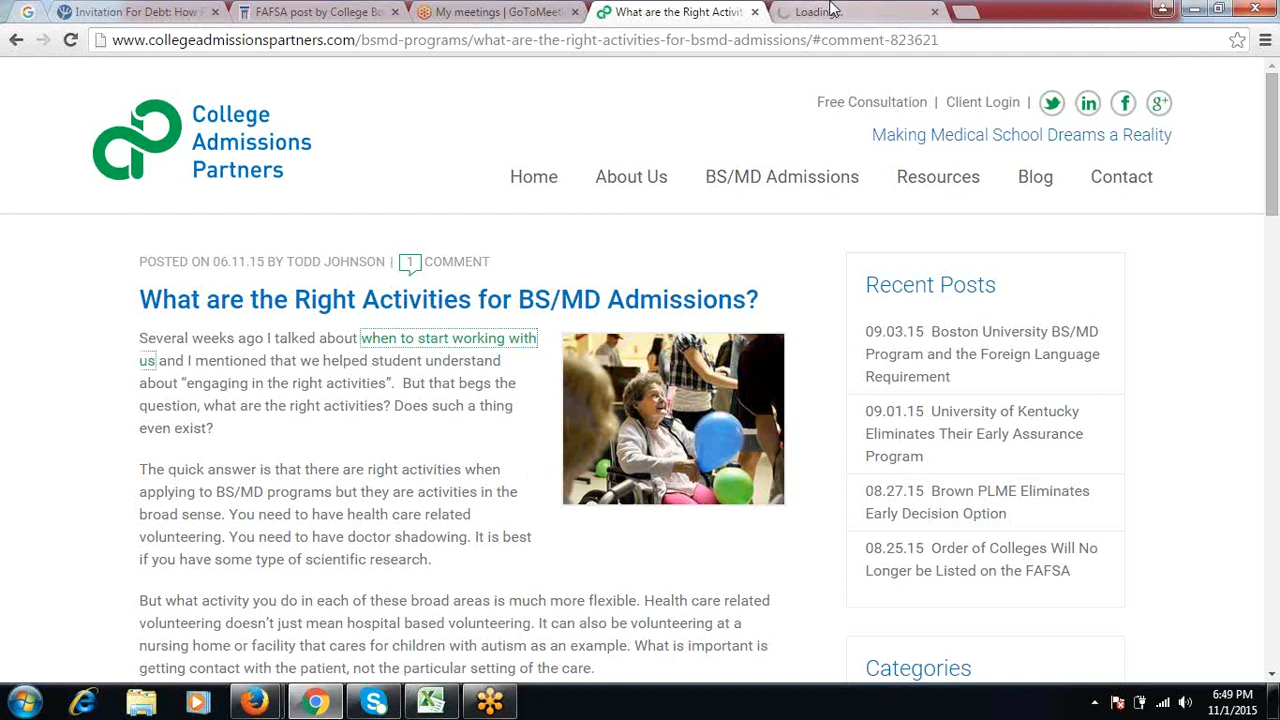 Invitation For Debt: How F
FAFSA post by College Bo
My meetings | GoToMeet
What are the Right Activit
Loading...
www.collegeadmissionspartners.com/bsmd-programs/what-are-the-right-activities-for-bsmd-admissions/#comment-823621
College
Admissions
Partners
Free Consultation | Client Login |
Making Medical School Dreams a Reality
Home About Us BS/MD Admissions Resources Blog Contact
POSTED ON 06.11.15 BY TODD JOHNSON | 1 COMMENT
What are the Right Activities for BS/MD Admissions?
Several weeks ago I talked about when to start working with
us and I mentioned that we helped student understand
about “engaging in the right activities”. But that begs the
question, what are the right activities? Does such a thing
even exist?
The quick answer is that there are right activities when
applying to BS/MD programs but they are activities in the
broad sense. You need to have health care related
volunteering. You need to have doctor shadowing. It is best
if you have some type of scientific research.
But what activity you do in each of these broad areas is much more flexible. Health care related
volunteering doesn’t just mean hospital based volunteering. It can also be volunteering at a
nursing home or facility that cares for children with autism as an example. What is important is
getting contact with the patient, not the particular setting of the care.
Recent Posts
09.03.15 Boston University BS/MD
Program and the Foreign Language
Requirement
09.01.15 University of Kentucky
Eliminates Their Early Assurance
Program
08.27.15 Brown PLME Eliminates
Early Decision Option
08.25.15 Order of Colleges Will No
Longer be Listed on the FAFSA
Categories
6:49 PM
11/1/2015